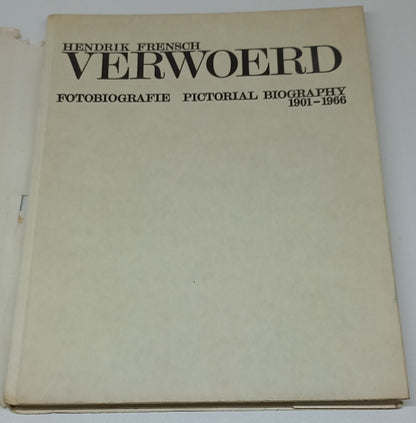 HENDRIK FRENSCH
VERWOERD
FOTOBIOGRAFIE PICTORIAL BIOGRAPHY
1901-1966